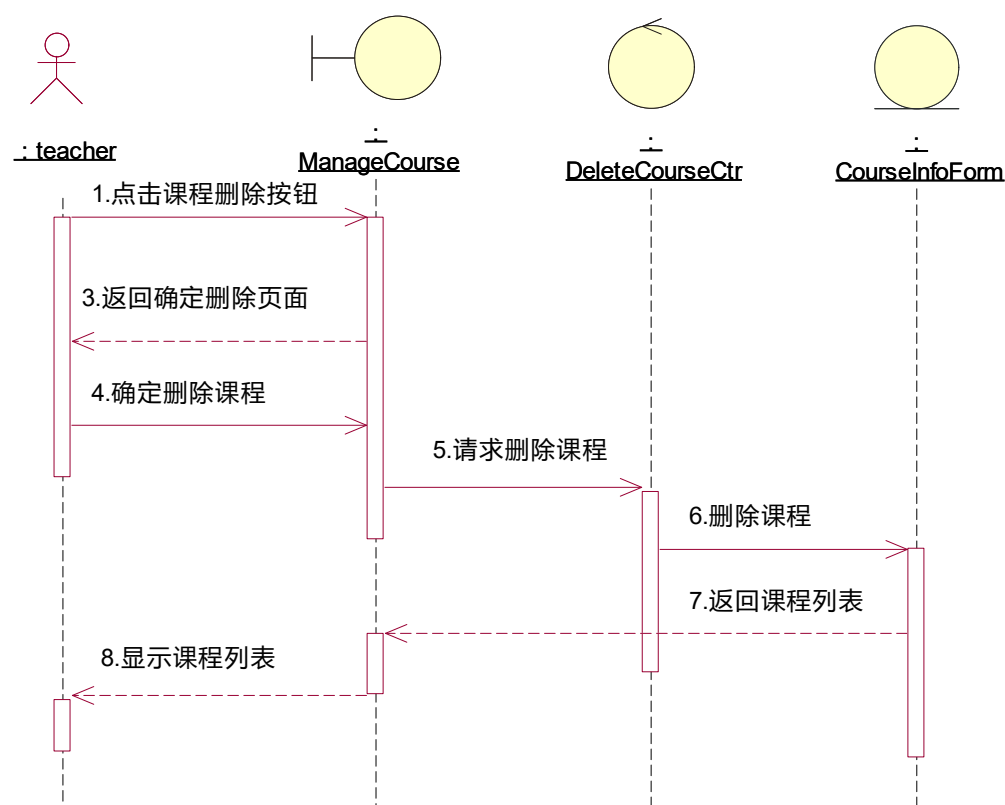 : teacher
:
ManageCourse
:
DeleteCourseCtr
:
CourseInfoForm
1.点击课程删除按钮
3.返回确定删除页面
4.确定删除课程
5.请求删除课程
6.删除课程
7.返回课程列表
8.显示课程列表